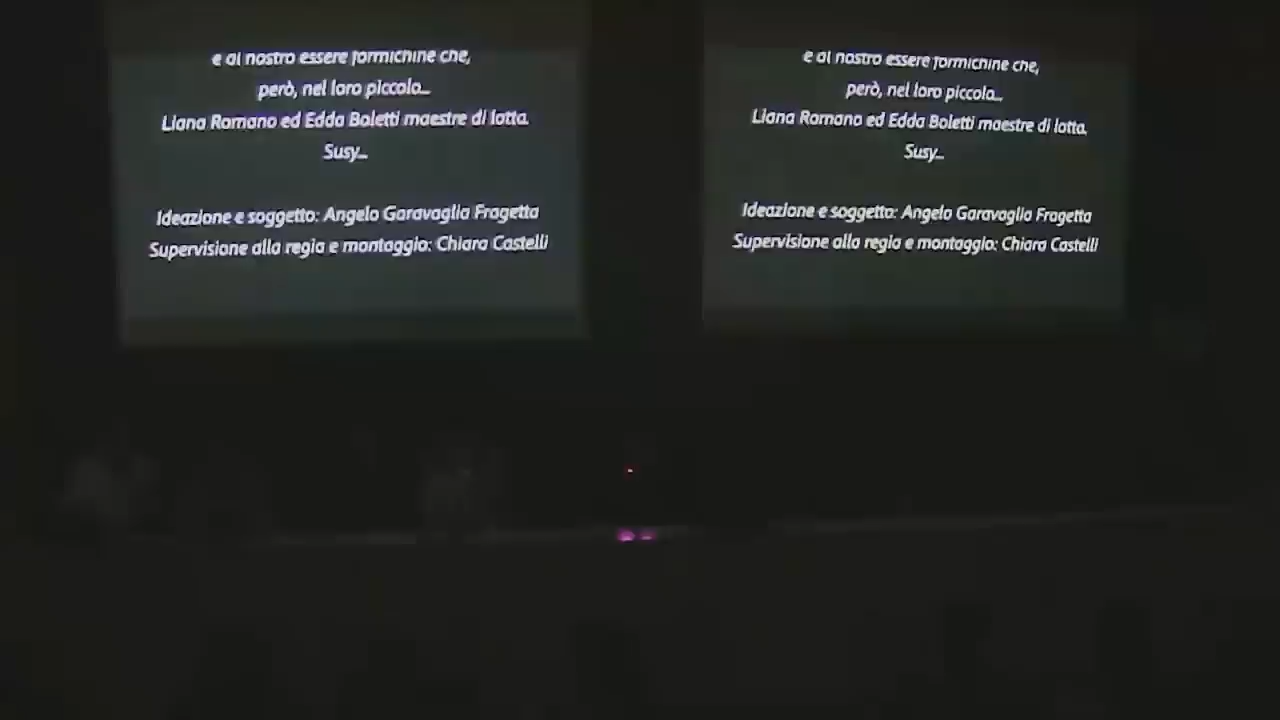 e al nostro essere formichine che,
però, nel loro piccolo...
Liana Romano ed Edda Boletti maestre di lotta.
Susy...
Ideazione e soggetto: Angelo Garavaglia Fragetta
Supervisione alla regia e montaggio: Chiara Castelli
e al nostro essere formichine che,
però, nel loro piccolo...
Liana Romano ed Edda Boletti maestre di lotta.
Susy...
Ideazione e soggetto: Angelo Garavaglia Fragetta
Supervisione alla regia e montaggio: Chiara Castelli